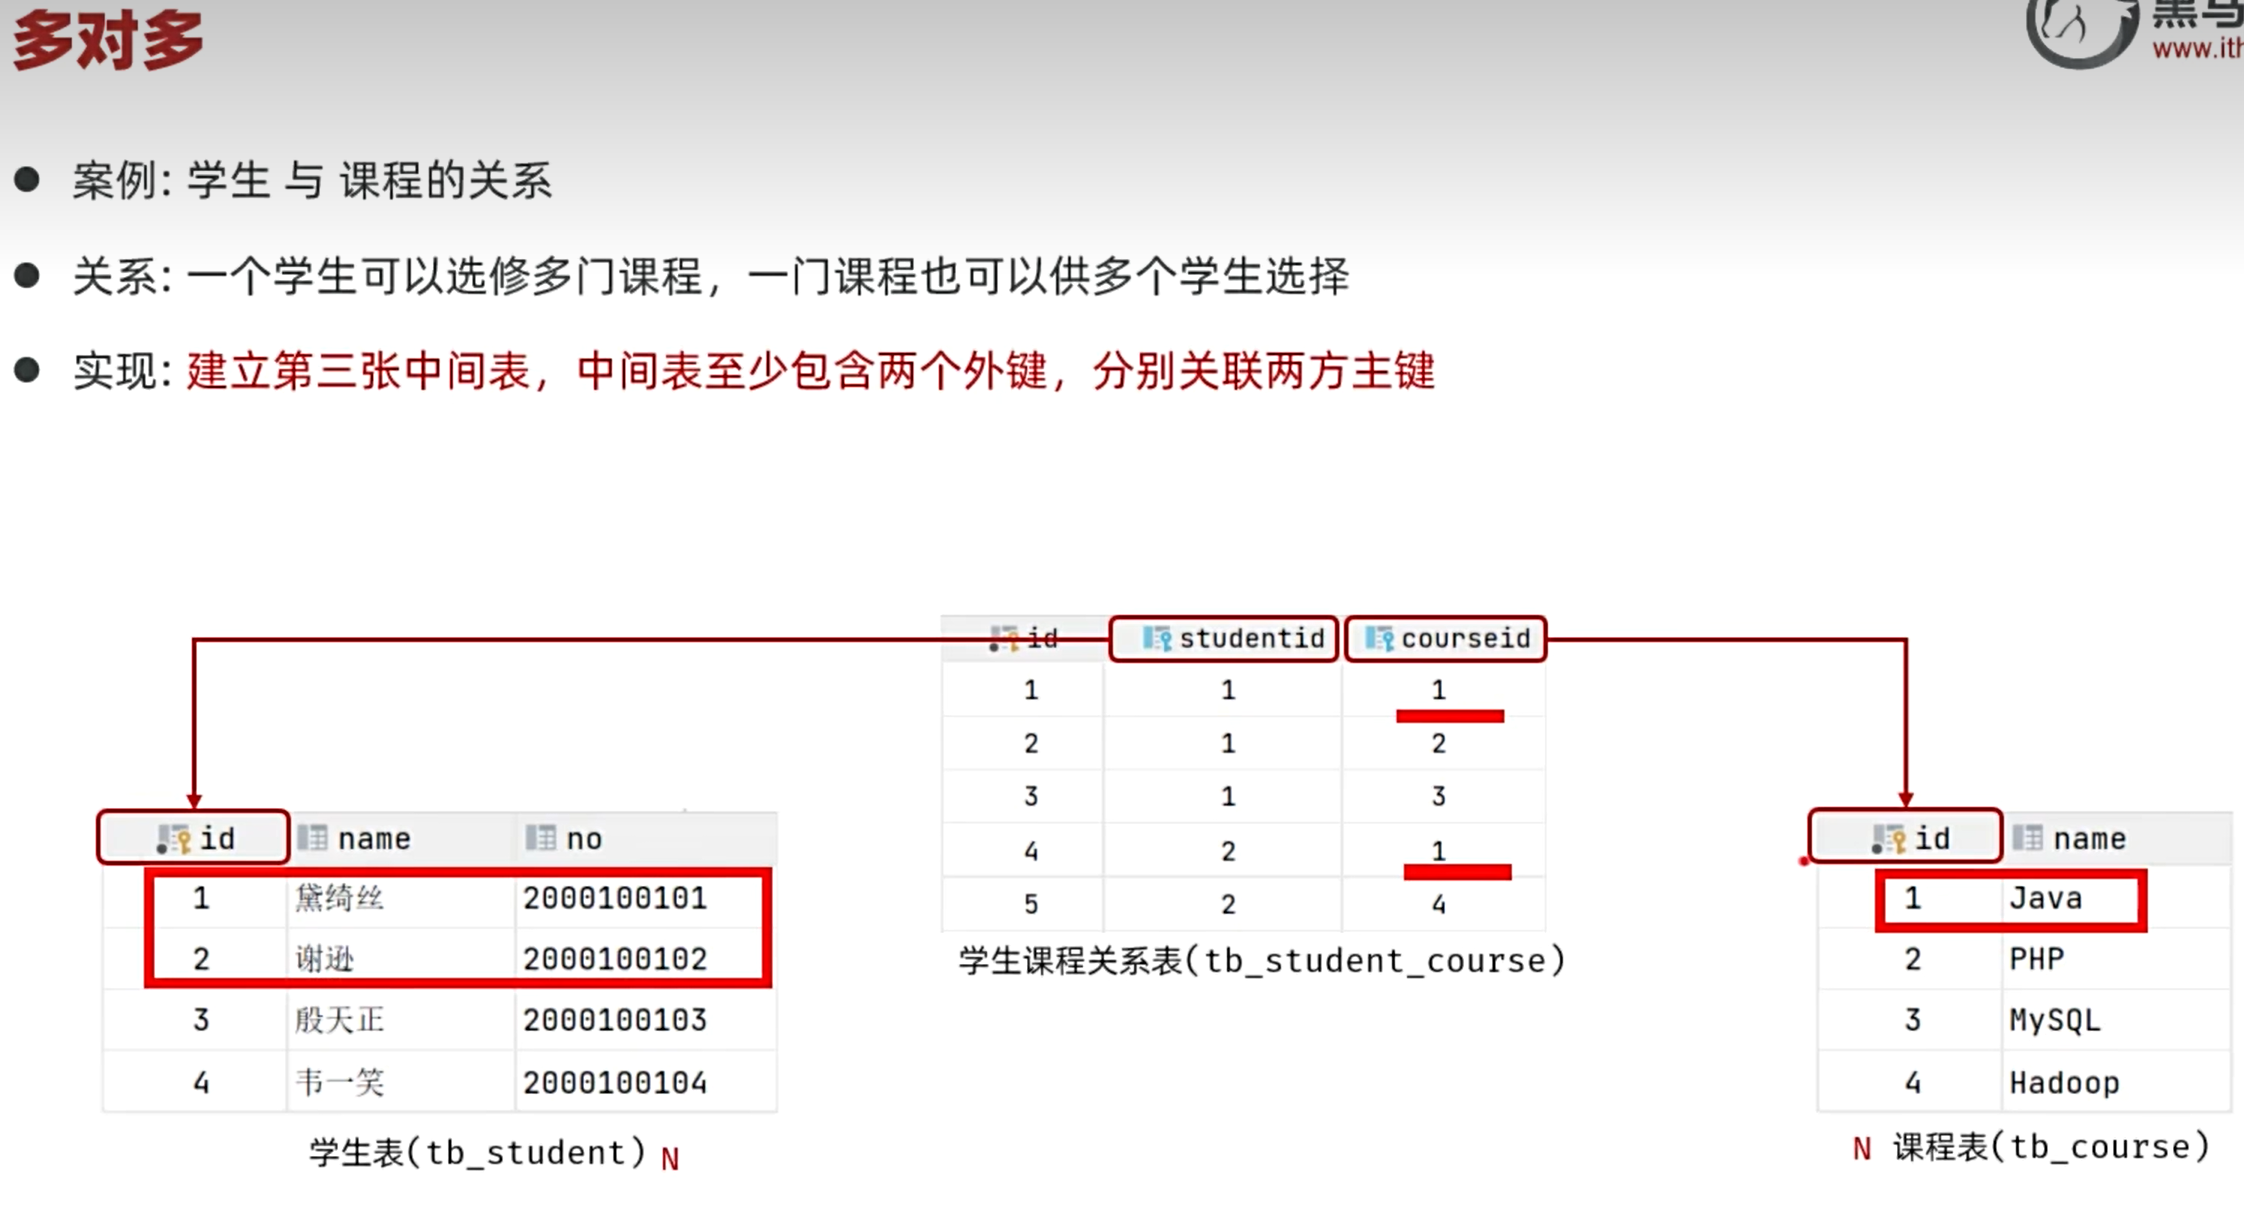 多对多
www.ith
案例: 学生 与 课程的关系
关系: 一个学生可以选修多门课程，一门课程也可以供多个学生选择
实现: 建立第三张中间表，中间表至少包含两个外键，分别关联两方主键
id studentid courseid
1 1 1
2 1 2
3 1 3
4 2 1
5 2 4
学生课程关系表(tb_student_course)
id name no
1 黛绮丝 2000100101
2 谢逊 2000100102
3 殷天正 2000100103
4 韦一笑 2000100104
学生表(tb_student) N
id name
1 Java
2 PHP
3 MySQL
4 Hadoop
N 课程表(tb_course)